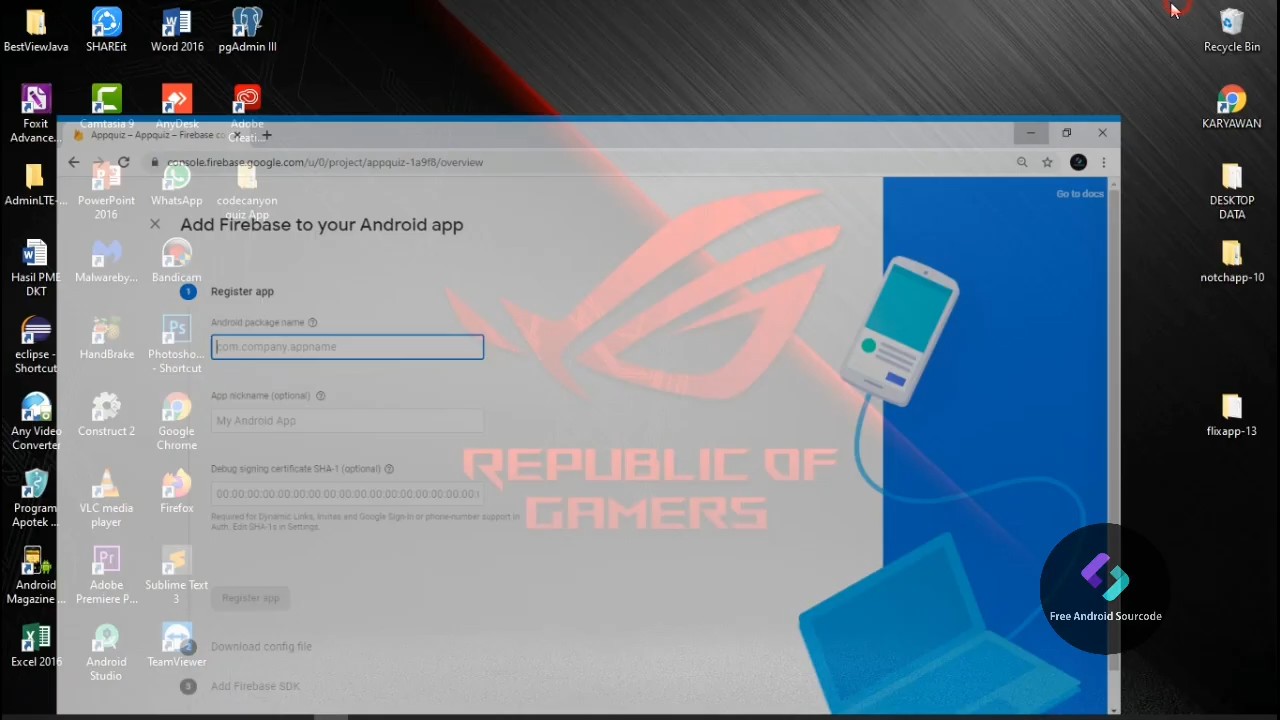 BestViewJava
SHAREit
Word 2016
pgAdmin III
Recycle Bin
Foxit
Advance...
Camtasia 9
AnyDesk
Adobe
Creati...
KARYAWAN
Appquiz – Appquiz – Firebase co
console.firebase.google.com/u/0/project/appquiz-1a9f8/overview
AdminLTE-...
PowerPoint
2016
WhatsApp
codecanyon
quiz App
DESKTOP
DATA
Go to docs
Add Firebase to your Android app
Hasil PME
DKT
Malwareby...
Bandicam
notchapp-10
1
Register app
Android package name
com.company.appname
eclipse -
Shortcut
HandBrake
Photosho...
- Shortcut
App nickname (optional)
My Android App
Any Video
Converter
Construct 2
Google
Chrome
flixapp-13
REPUBLIC OF
GAMERS
Debug signing certificate SHA-1 (optional)
00:00:00:00:00:00:00:00:00:00:00:00:00:00:00:00:00:
Required for Dynamic Links, Invites and Google Sign-In or phone-number support in
Auth. Edit SHA-1s in Settings.
Program
Apotek ...
VLC media
player
Firefox
Android
Magazine ...
Adobe
Premiere P...
Sublime Text
3
Register app
Free Android Sourcode
Excel 2016
Android
Studio
TeamViewer
2
Download config file
3
Add Firebase SDK